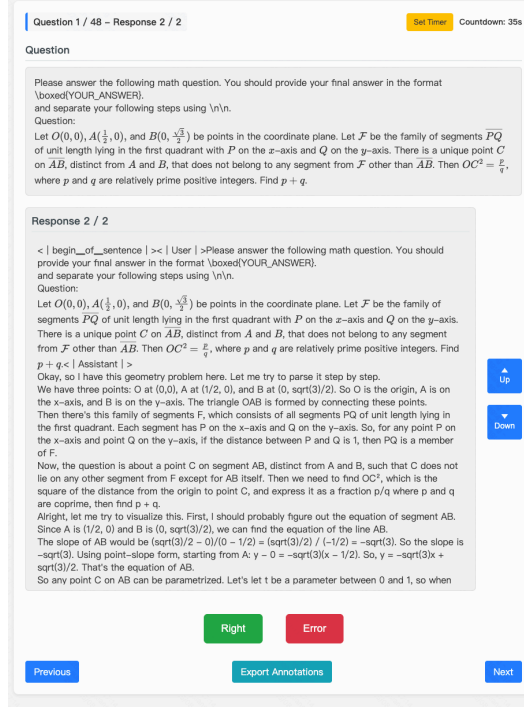 Question 1 / 48 – Response 2 / 2
Set Timer
Countdown: 35s
Question
Please answer the following math question. You should provide your final answer in the format
\boxed{YOUR_ANSWER}.
and separate your following steps using \n\n.
Question:
Let O(0,0), A(1/2, 0), and B(0, √3/2) be points in the coordinate plane. Let F be the family of segments PQ
of unit length lying in the first quadrant with P on the x-axis and Q on the y-axis. There is a unique point C
on AB, distinct from A and B, that does not belong to any segment from F other than AB. Then OC² = p/q,
where p and q are relatively prime positive integers. Find p + q.
Response 2 / 2
< | begin__of__sentence | >< | User | >Please answer the following math question. You should
provide your final answer in the format \boxed{YOUR_ANSWER}.
and separate your following steps using \n\n.
Question:
Let O(0,0), A(1/2, 0), and B(0, √3/2) be points in the coordinate plane. Let F be the family of
segments PQ of unit length lying in the first quadrant with P on the x-axis and Q on the y-axis.
There is a unique point C on AB, distinct from A and B, that does not belong to any segment
from F other than AB. Then OC² = p/q, where p and q are relatively prime positive integers. Find
p + q.< | Assistant | >
Okay, so I have this geometry problem here. Let me try to parse it step by step.
We have three points: O at (0,0), A at (1/2, 0), and B at (0, sqrt(3)/2). So O is the origin, A is on
the x-axis, and B is on the y-axis. The triangle OAB is formed by connecting these points.
Then there's this family of segments F, which consists of all segments PQ of unit length lying in
the first quadrant. Each segment has P on the x-axis and Q on the y-axis. So, for any point P on
the x-axis and point Q on the y-axis, if the distance between P and Q is 1, then PQ is a member
of F.
Now, the question is about a point C on segment AB, distinct from A and B, such that C does not
lie on any other segment from F except for AB itself. Then we need to find OC², which is the
square of the distance from the origin to point C, and express it as a fraction p/q where p and q
are coprime, then find p + q.
Alright, let me try to visualize this. First, I should probably figure out the equation of segment AB.
Since A is (1/2, 0) and B is (0, sqrt(3)/2), we can find the equation of the line AB.
The slope of AB would be (sqrt(3)/2 - 0)/(0 - 1/2) = (sqrt(3)/2) / (-1/2) = -sqrt(3). So the slope is
-sqrt(3). Using point-slope form, starting from A: y - 0 = -sqrt(3)(x - 1/2). So, y = -sqrt(3)x +
sqrt(3)/2. That's the equation of AB.
So any point C on AB can be parametrized. Let's let t be a parameter between 0 and 1, so when
Up
Down
Right
Error
Previous
Export Annotations
Next